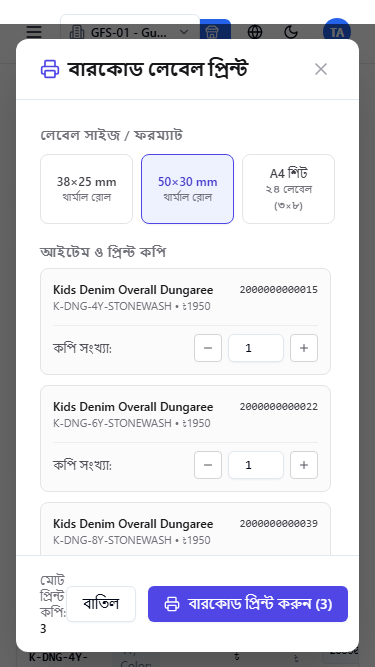 GFS-01 - Gu...
TA
বারকোড লেবেল প্রিন্ট
লেবেল সাইজ / ফরম্যাট
38×25 mm
থার্মাল রোল
50×30 mm
থার্মাল রোল
A4 শিট
২৪ লেবেল
(৩×৮)
আইটেম ও প্রিন্ট কপি
Kids Denim Overall Dungaree
2000000000015
K-DNG-4Y-STONEWASH • ৳1950
কপি সংখ্যা:
1
Kids Denim Overall Dungaree
2000000000022
K-DNG-6Y-STONEWASH • ৳1950
কপি সংখ্যা:
1
Kids Denim Overall Dungaree
2000000000039
K-DNG-8Y-STONEWASH • ৳1950
মোট
প্রিন্ট
কপি:
3
বাতিল
বারকোড প্রিন্ট করুন (3)
K-DNG-4Y-